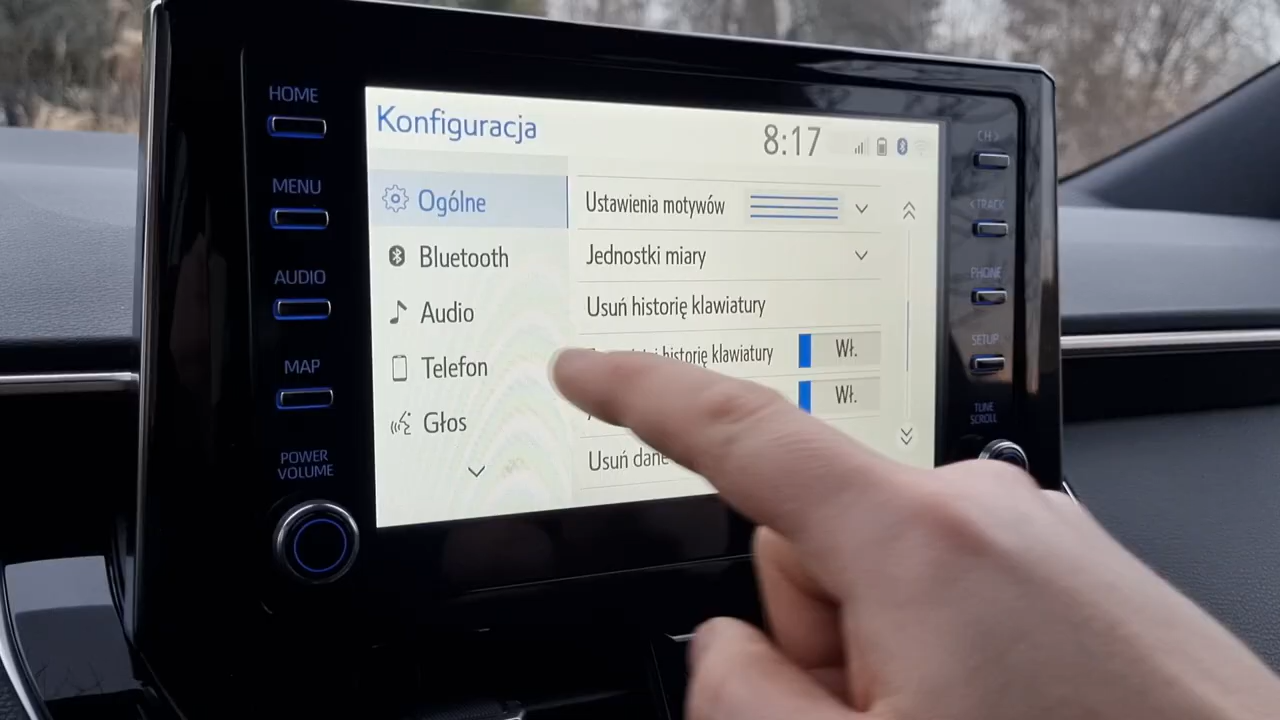 HOME
MENU
AUDIO
MAP
POWER
VOLUME
Konfiguracja
8:17
Ogólne
Bluetooth
Audio
Telefon
Głos
Ustawienia motywów
Jednostki miary
Usuń historię klawiatury
historię klawiatury Wł.
Wł.
Usuń dane
CH >
< TRACK
PHONE
SETUP
TUNE
SCROLL